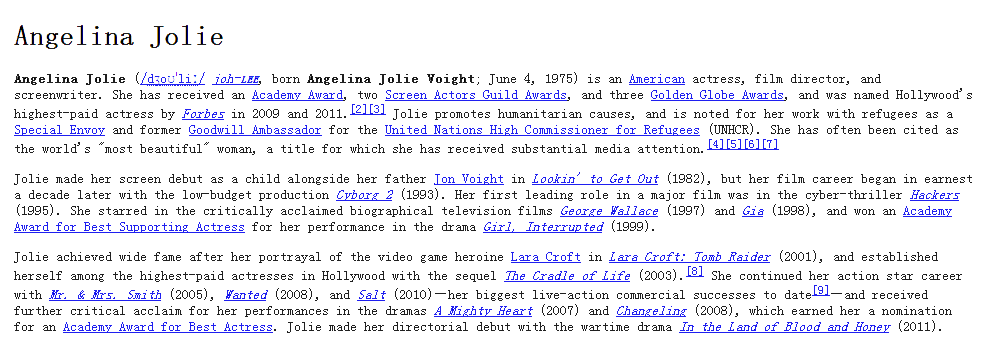 Angelina Jolie
Angelina Jolie (/dʒoʊˈliː/ joh-LEE, born Angelina Jolie Voight; June 4, 1975) is an American actress, film director, and
screenwriter. She has received an Academy Award, two Screen Actors Guild Awards, and three Golden Globe Awards, and was named Hollywood's
highest-paid actress by Forbes in 2009 and 2011.[2][3] Jolie promotes humanitarian causes, and is noted for her work with refugees as a
Special Envoy and former Goodwill Ambassador for the United Nations High Commissioner for Refugees (UNHCR). She has often been cited as
the world's "most beautiful" woman, a title for which she has received substantial media attention.[4][5][6][7]
Jolie made her screen debut as a child alongside her father Jon Voight in Lookin' to Get Out (1982), but her film career began in earnest
a decade later with the low-budget production Cyborg 2 (1993). Her first leading role in a major film was in the cyber-thriller Hackers
(1995). She starred in the critically acclaimed biographical television films George Wallace (1997) and Gia (1998), and won an Academy
Award for Best Supporting Actress for her performance in the drama Girl, Interrupted (1999).
Jolie achieved wide fame after her portrayal of the video game heroine Lara Croft in Lara Croft: Tomb Raider (2001), and established
herself among the highest-paid actresses in Hollywood with the sequel The Cradle of Life (2003).[8] She continued her action star career
with Mr. & Mrs. Smith (2005), Wanted (2008), and Salt (2010)—her biggest live-action commercial successes to date[9]—and received
further critical acclaim for her performances in the dramas A Mighty Heart (2007) and Changeling (2008), which earned her a nomination
for an Academy Award for Best Actress. Jolie made her directorial debut with the wartime drama In the Land of Blood and Honey (2011).